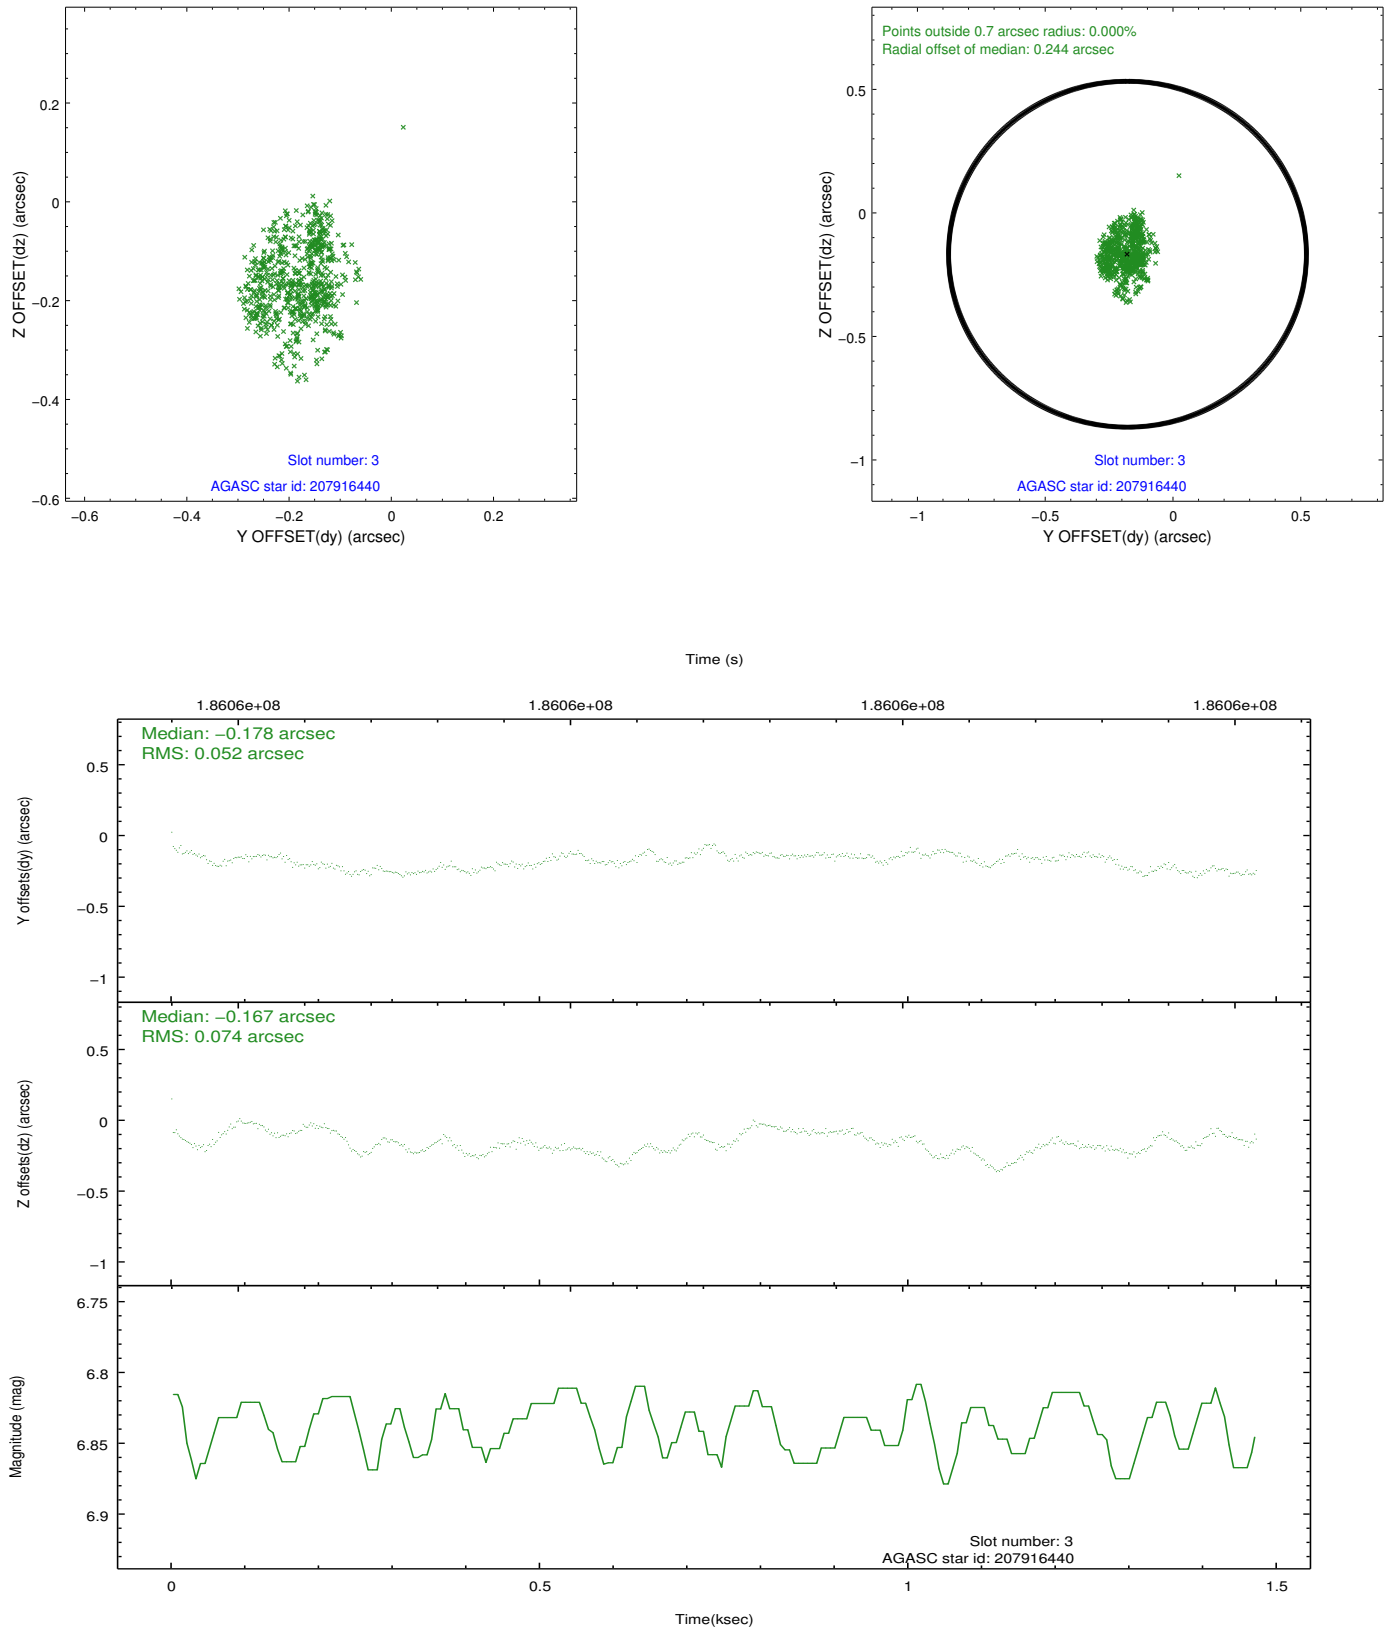 0.2
0
−0.2
−0.4
−0.6
−0.6
−0.4
−0.2
0
0.2
Z OFFSET(dz) (arcsec)
Y OFFSET(dy) (arcsec)
Slot number: 3
AGASC star id: 207916440
Points outside 0.7 arcsec radius: 0.000%
Radial offset of median: 0.244 arcsec
0.5
0
−0.5
−1
−1
−0.5
0
0.5
Z OFFSET(dz) (arcsec)
Y OFFSET(dy) (arcsec)
Slot number: 3
AGASC star id: 207916440
Time (s)
1.8606e+08
1.8606e+08
1.8606e+08
1.8606e+08
Median: −0.178 arcsec
RMS: 0.052 arcsec
0.5
0
−0.5
−1
Y offsets(dy) (arcsec)
Median: −0.167 arcsec
RMS: 0.074 arcsec
0.5
0
−0.5
−1
Z offsets(dz) (arcsec)
6.75
6.8
6.85
6.9
Magnitude (mag)
Slot number: 3
AGASC star id: 207916440
0
0.5
1
1.5
Time(ksec)